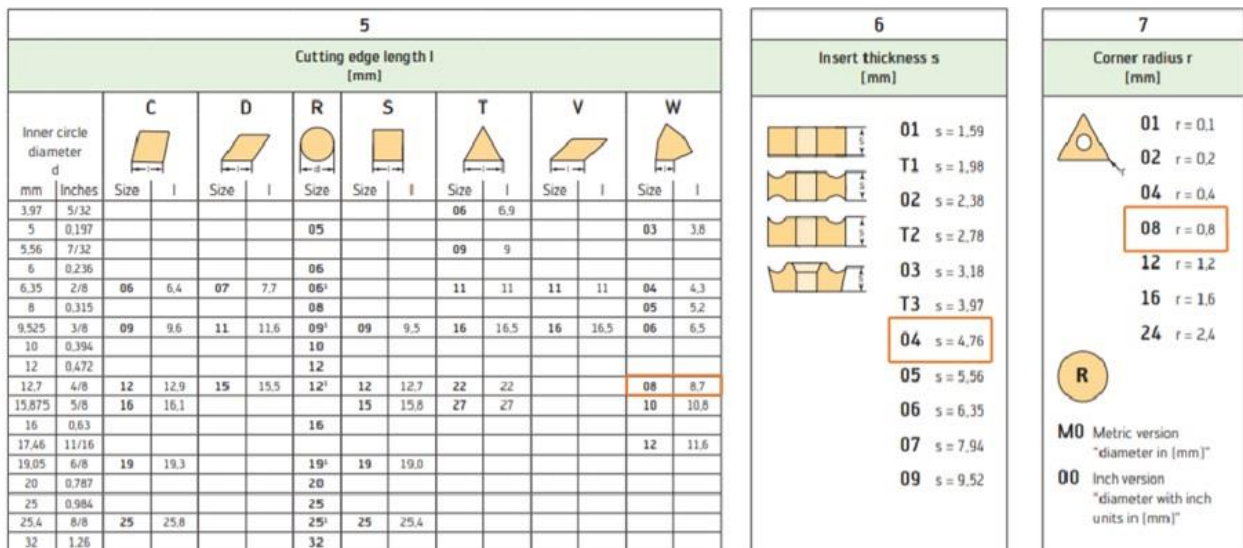 5
Cutting edge length l
[mm]
Inner circle
diameter
d
C D R S T V W
mm Inches Size l Size l Size Size l Size l Size l Size l
3,97 5/32 06 6,9
5 0,197 05 03 3,8
5,56 7/32 09 9
6 0,236 06
6,35 2/8 06 6,4 07 7,7 06¹ 11 11 11 11 04 4,3
8 0,315 08 05 5,2
9,525 3/8 09 9,6 11 11,6 09¹ 09 9,5 16 16,5 16 16,5 06 6,5
10 0,394 10
12 0,472 12
12,7 4/8 12 12,9 15 15,5 12¹ 12 12,7 22 22 08 8,7
15,875 5/8 16 16,1 15 15,8 27 27 10 10,8
16 0,63 16
17,46 11/16 12 11,6
19,05 6/8 19 19,3 19¹ 19 19,0
20 0,787 20
25 0,984 25
25,4 8/8 25 25,8 25¹ 25 25,4
32 1,26 32
6
Insert thickness s
[mm]
01 s = 1,59
T1 s = 1,98
02 s = 2,38
T2 s = 2,78
03 s = 3,18
T3 s = 3,97
04 s = 4,76
05 s = 5,56
06 s = 6,35
07 s = 7,94
09 s = 9,52
7
Corner radius r
[mm]
r
01 r = 0,1
02 r = 0,2
04 r = 0,4
08 r = 0,8
12 r = 1,2
16 r = 1,6
24 r = 2,4
R
M0 Metric version
"diameter in [mm]"
00 Inch version
"diameter with inch
units in [mm]"